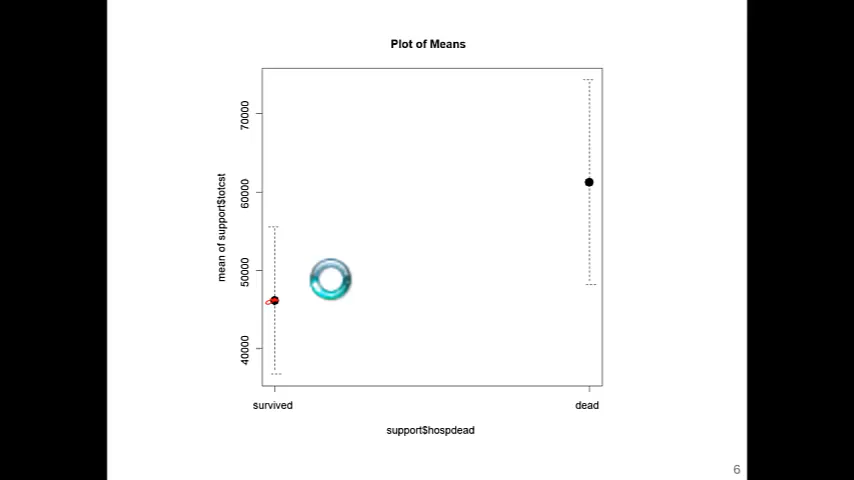 Plot of Means
70000
60000
50000
40000
mean of support$totcst
survived
dead
support$hospdead
6